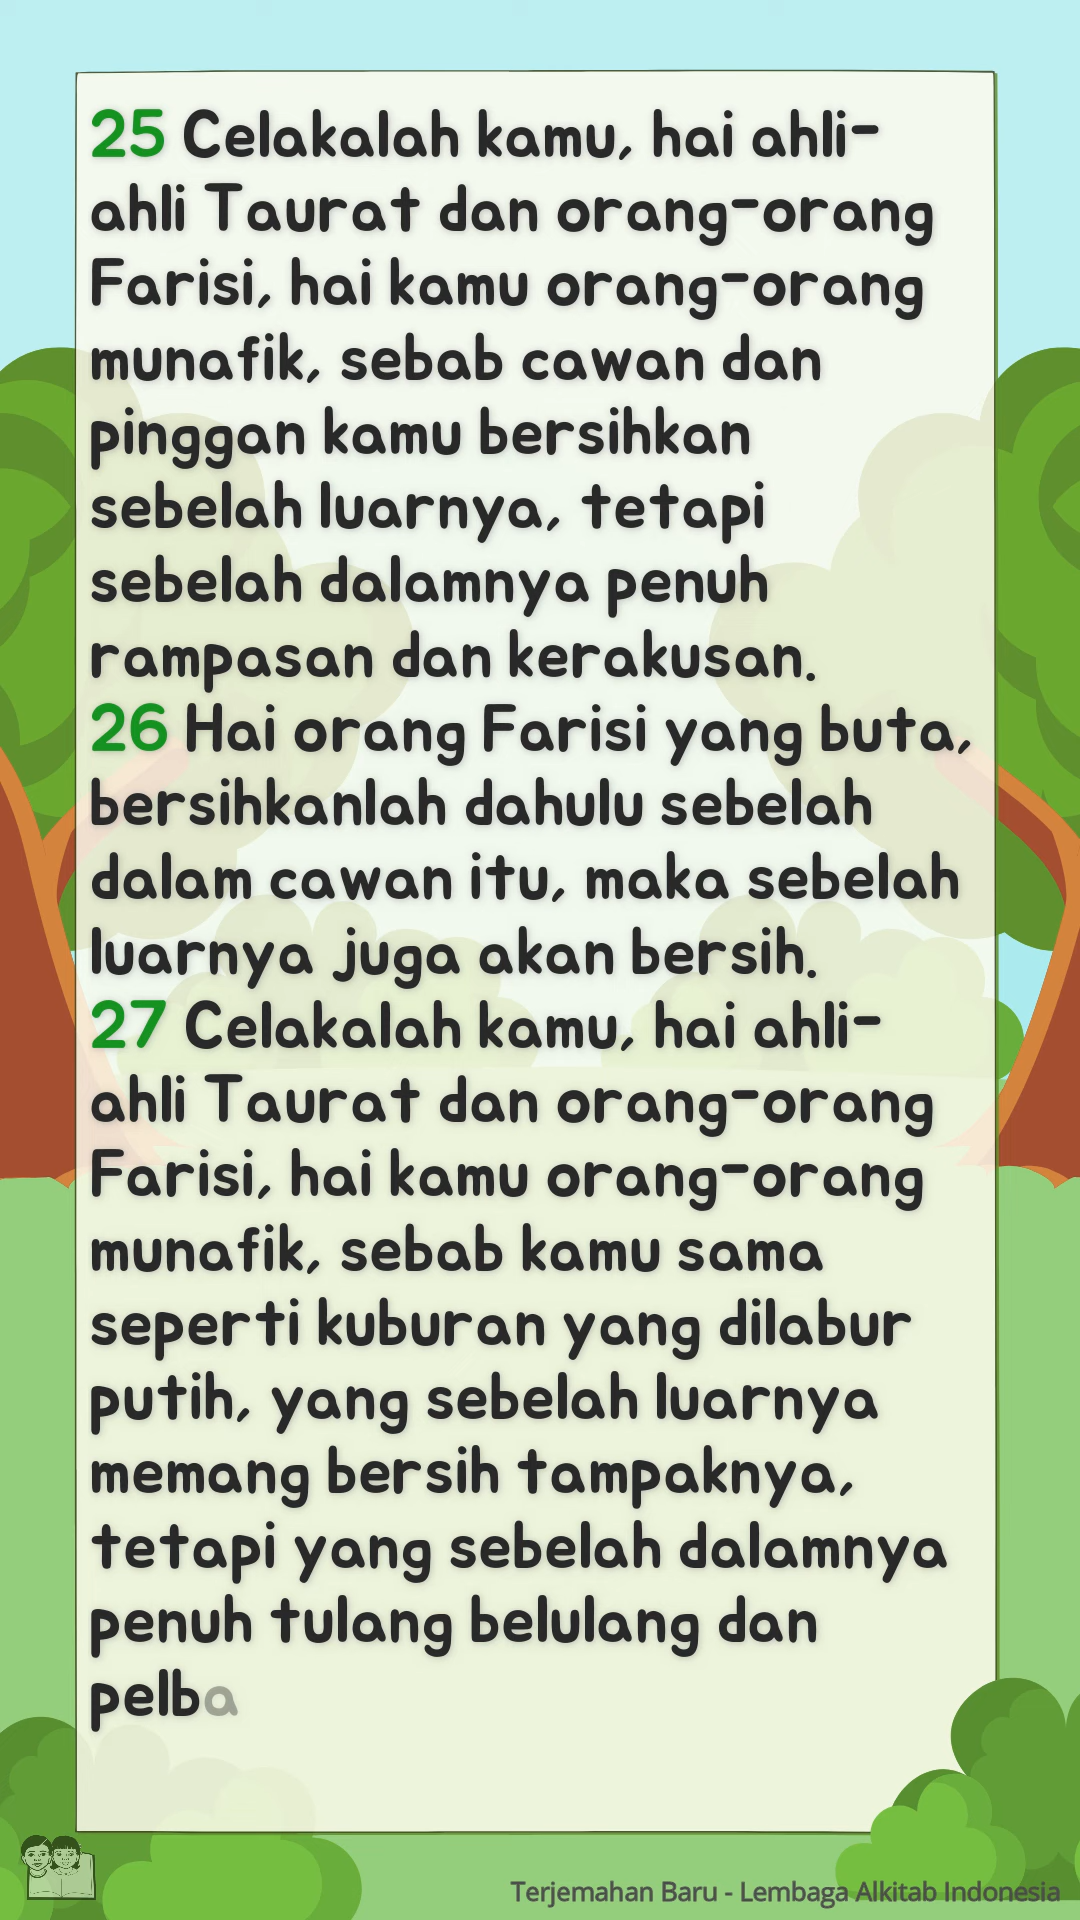 25 Celakalah kamu, hai ahli-
ahli Taurat dan orang-orang
Farisi, hai kamu orang-orang
munafik, sebab cawan dan
pinggan kamu bersihkan
sebelah luarnya, tetapi
sebelah dalamnya penuh
rampasan dan kerakusan.
26 Hai orang Farisi yang buta,
bersihkanlah dahulu sebelah
dalam cawan itu, maka sebelah
luarnya juga akan bersih.
27 Celakalah kamu, hai ahli-
ahli Taurat dan orang-orang
Farisi, hai kamu orang-orang
munafik, sebab kamu sama
seperti kuburan yang dilabur
putih, yang sebelah luarnya
memang bersih tampaknya,
tetapi yang sebelah dalamnya
penuh tulang belulang dan
pelba
Terjemahan Baru - Lembaga Alkitab Indonesia